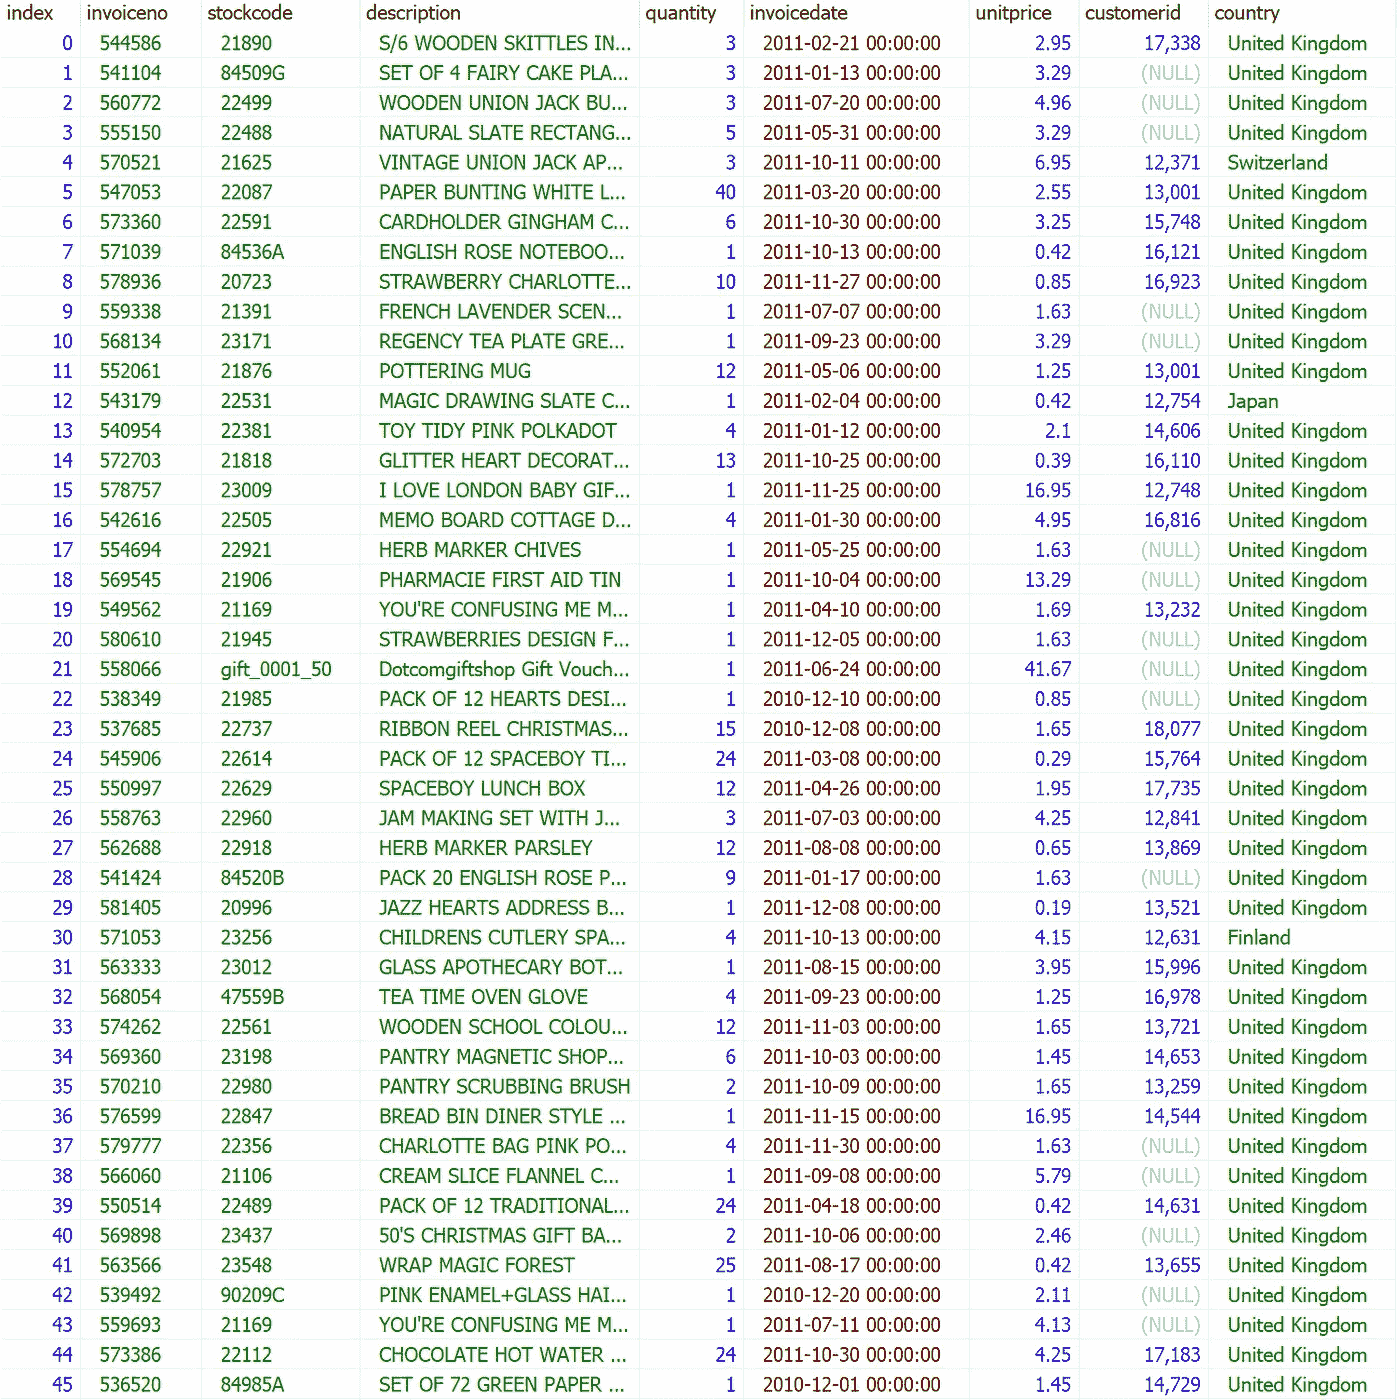 index invoiceno stockcode description quantity invoicedate unitprice customerid country
0 544586 21890 S/6 WOODEN SKITTLES IN... 3 2011-02-21 00:00:00 2.95 17,338 United Kingdom
1 541104 84509G SET OF 4 FAIRY CAKE PLA... 3 2011-01-13 00:00:00 3.29 (NULL) United Kingdom
2 560772 22499 WOODEN UNION JACK BU... 3 2011-07-20 00:00:00 4.96 (NULL) United Kingdom
3 555150 22488 NATURAL SLATE RECTANG... 5 2011-05-31 00:00:00 3.29 (NULL) United Kingdom
4 570521 21625 VINTAGE UNION JACK AP... 3 2011-10-11 00:00:00 6.95 12,371 Switzerland
5 547053 22087 PAPER BUNTING WHITE L... 40 2011-03-20 00:00:00 2.55 13,001 United Kingdom
6 573360 22591 CARDHOLDER GINGHAM C... 6 2011-10-30 00:00:00 3.25 15,748 United Kingdom
7 571039 84536A ENGLISH ROSE NOTEBOO... 1 2011-10-13 00:00:00 0.42 16,121 United Kingdom
8 578936 20723 STRAWBERRY CHARLOTTE... 10 2011-11-27 00:00:00 0.85 16,923 United Kingdom
9 559338 21391 FRENCH LAVENDER SCEN... 1 2011-07-07 00:00:00 1.63 (NULL) United Kingdom
10 568134 23171 REGENCY TEA PLATE GRE... 1 2011-09-23 00:00:00 3.29 (NULL) United Kingdom
11 552061 21876 POTTERING MUG 12 2011-05-06 00:00:00 1.25 13,001 United Kingdom
12 543179 22531 MAGIC DRAWING SLATE C... 1 2011-02-04 00:00:00 0.42 12,754 Japan
13 540954 22381 TOY TIDY PINK POLKADOT 4 2011-01-12 00:00:00 2.1 14,606 United Kingdom
14 572703 21818 GLITTER HEART DECORAT... 13 2011-10-25 00:00:00 0.39 16,110 United Kingdom
15 578757 23009 I LOVE LONDON BABY GIF... 1 2011-11-25 00:00:00 16.95 12,748 United Kingdom
16 542616 22505 MEMO BOARD COTTAGE D... 4 2011-01-30 00:00:00 4.95 16,816 United Kingdom
17 554694 22921 HERB MARKER CHIVES 1 2011-05-25 00:00:00 1.63 (NULL) United Kingdom
18 569545 21906 PHARMACIE FIRST AID TIN 1 2011-10-04 00:00:00 13.29 (NULL) United Kingdom
19 549562 21169 YOU'RE CONFUSING ME M... 1 2011-04-10 00:00:00 1.69 13,232 United Kingdom
20 580610 21945 STRAWBERRIES DESIGN F... 1 2011-12-05 00:00:00 1.63 (NULL) United Kingdom
21 558066 gift_0001_50 Dotcomgiftshop Gift Vouch... 1 2011-06-24 00:00:00 41.67 (NULL) United Kingdom
22 538349 21985 PACK OF 12 HEARTS DESI... 1 2010-12-10 00:00:00 0.85 (NULL) United Kingdom
23 537685 22737 RIBBON REEL CHRISTMAS... 15 2010-12-08 00:00:00 1.65 18,077 United Kingdom
24 545906 22614 PACK OF 12 SPACEBOY TI... 24 2011-03-08 00:00:00 0.29 15,764 United Kingdom
25 550997 22629 SPACEBOY LUNCH BOX 12 2011-04-26 00:00:00 1.95 17,735 United Kingdom
26 558763 22960 JAM MAKING SET WITH J... 3 2011-07-03 00:00:00 4.25 12,841 United Kingdom
27 562688 22918 HERB MARKER PARSLEY 12 2011-08-08 00:00:00 0.65 13,869 United Kingdom
28 541424 84520B PACK 20 ENGLISH ROSE P... 9 2011-01-17 00:00:00 1.63 (NULL) United Kingdom
29 581405 20996 JAZZ HEARTS ADDRESS B... 1 2011-12-08 00:00:00 0.19 13,521 United Kingdom
30 571053 23256 CHILDRENS CUTLERY SPA... 4 2011-10-13 00:00:00 4.15 12,631 Finland
31 563333 23012 GLASS APOTHECARY BOT... 1 2011-08-15 00:00:00 3.95 15,996 United Kingdom
32 568054 47559B TEA TIME OVEN GLOVE 4 2011-09-23 00:00:00 1.25 16,978 United Kingdom
33 574262 22561 WOODEN SCHOOL COLOU... 12 2011-11-03 00:00:00 1.65 13,721 United Kingdom
34 569360 23198 PANTRY MAGNETIC SHOP... 6 2011-10-03 00:00:00 1.45 14,653 United Kingdom
35 570210 22980 PANTRY SCRUBBING BRUSH 2 2011-10-09 00:00:00 1.65 13,259 United Kingdom
36 576599 22847 BREAD BIN DINER STYLE ... 1 2011-11-15 00:00:00 16.95 14,544 United Kingdom
37 579777 22356 CHARLOTTE BAG PINK PO... 4 2011-11-30 00:00:00 1.63 (NULL) United Kingdom
38 566060 21106 CREAM SLICE FLANNEL C... 1 2011-09-08 00:00:00 5.79 (NULL) United Kingdom
39 550514 22489 PACK OF 12 TRADITIONAL... 24 2011-04-18 00:00:00 0.42 14,631 United Kingdom
40 569898 23437 50'S CHRISTMAS GIFT BA... 2 2011-10-06 00:00:00 2.46 (NULL) United Kingdom
41 563566 23548 WRAP MAGIC FOREST 25 2011-08-17 00:00:00 0.42 13,655 United Kingdom
42 539492 90209C PINK ENAMEL+GLASS HAI... 1 2010-12-20 00:00:00 2.11 (NULL) United Kingdom
43 559693 21169 YOU'RE CONFUSING ME M... 1 2011-07-11 00:00:00 4.13 (NULL) United Kingdom
44 573386 22112 CHOCOLATE HOT WATER ... 24 2011-10-30 00:00:00 4.25 17,183 United Kingdom
45 536520 84985A SET OF 72 GREEN PAPER ... 1 2010-12-01 00:00:00 1.45 14,729 United Kingdom